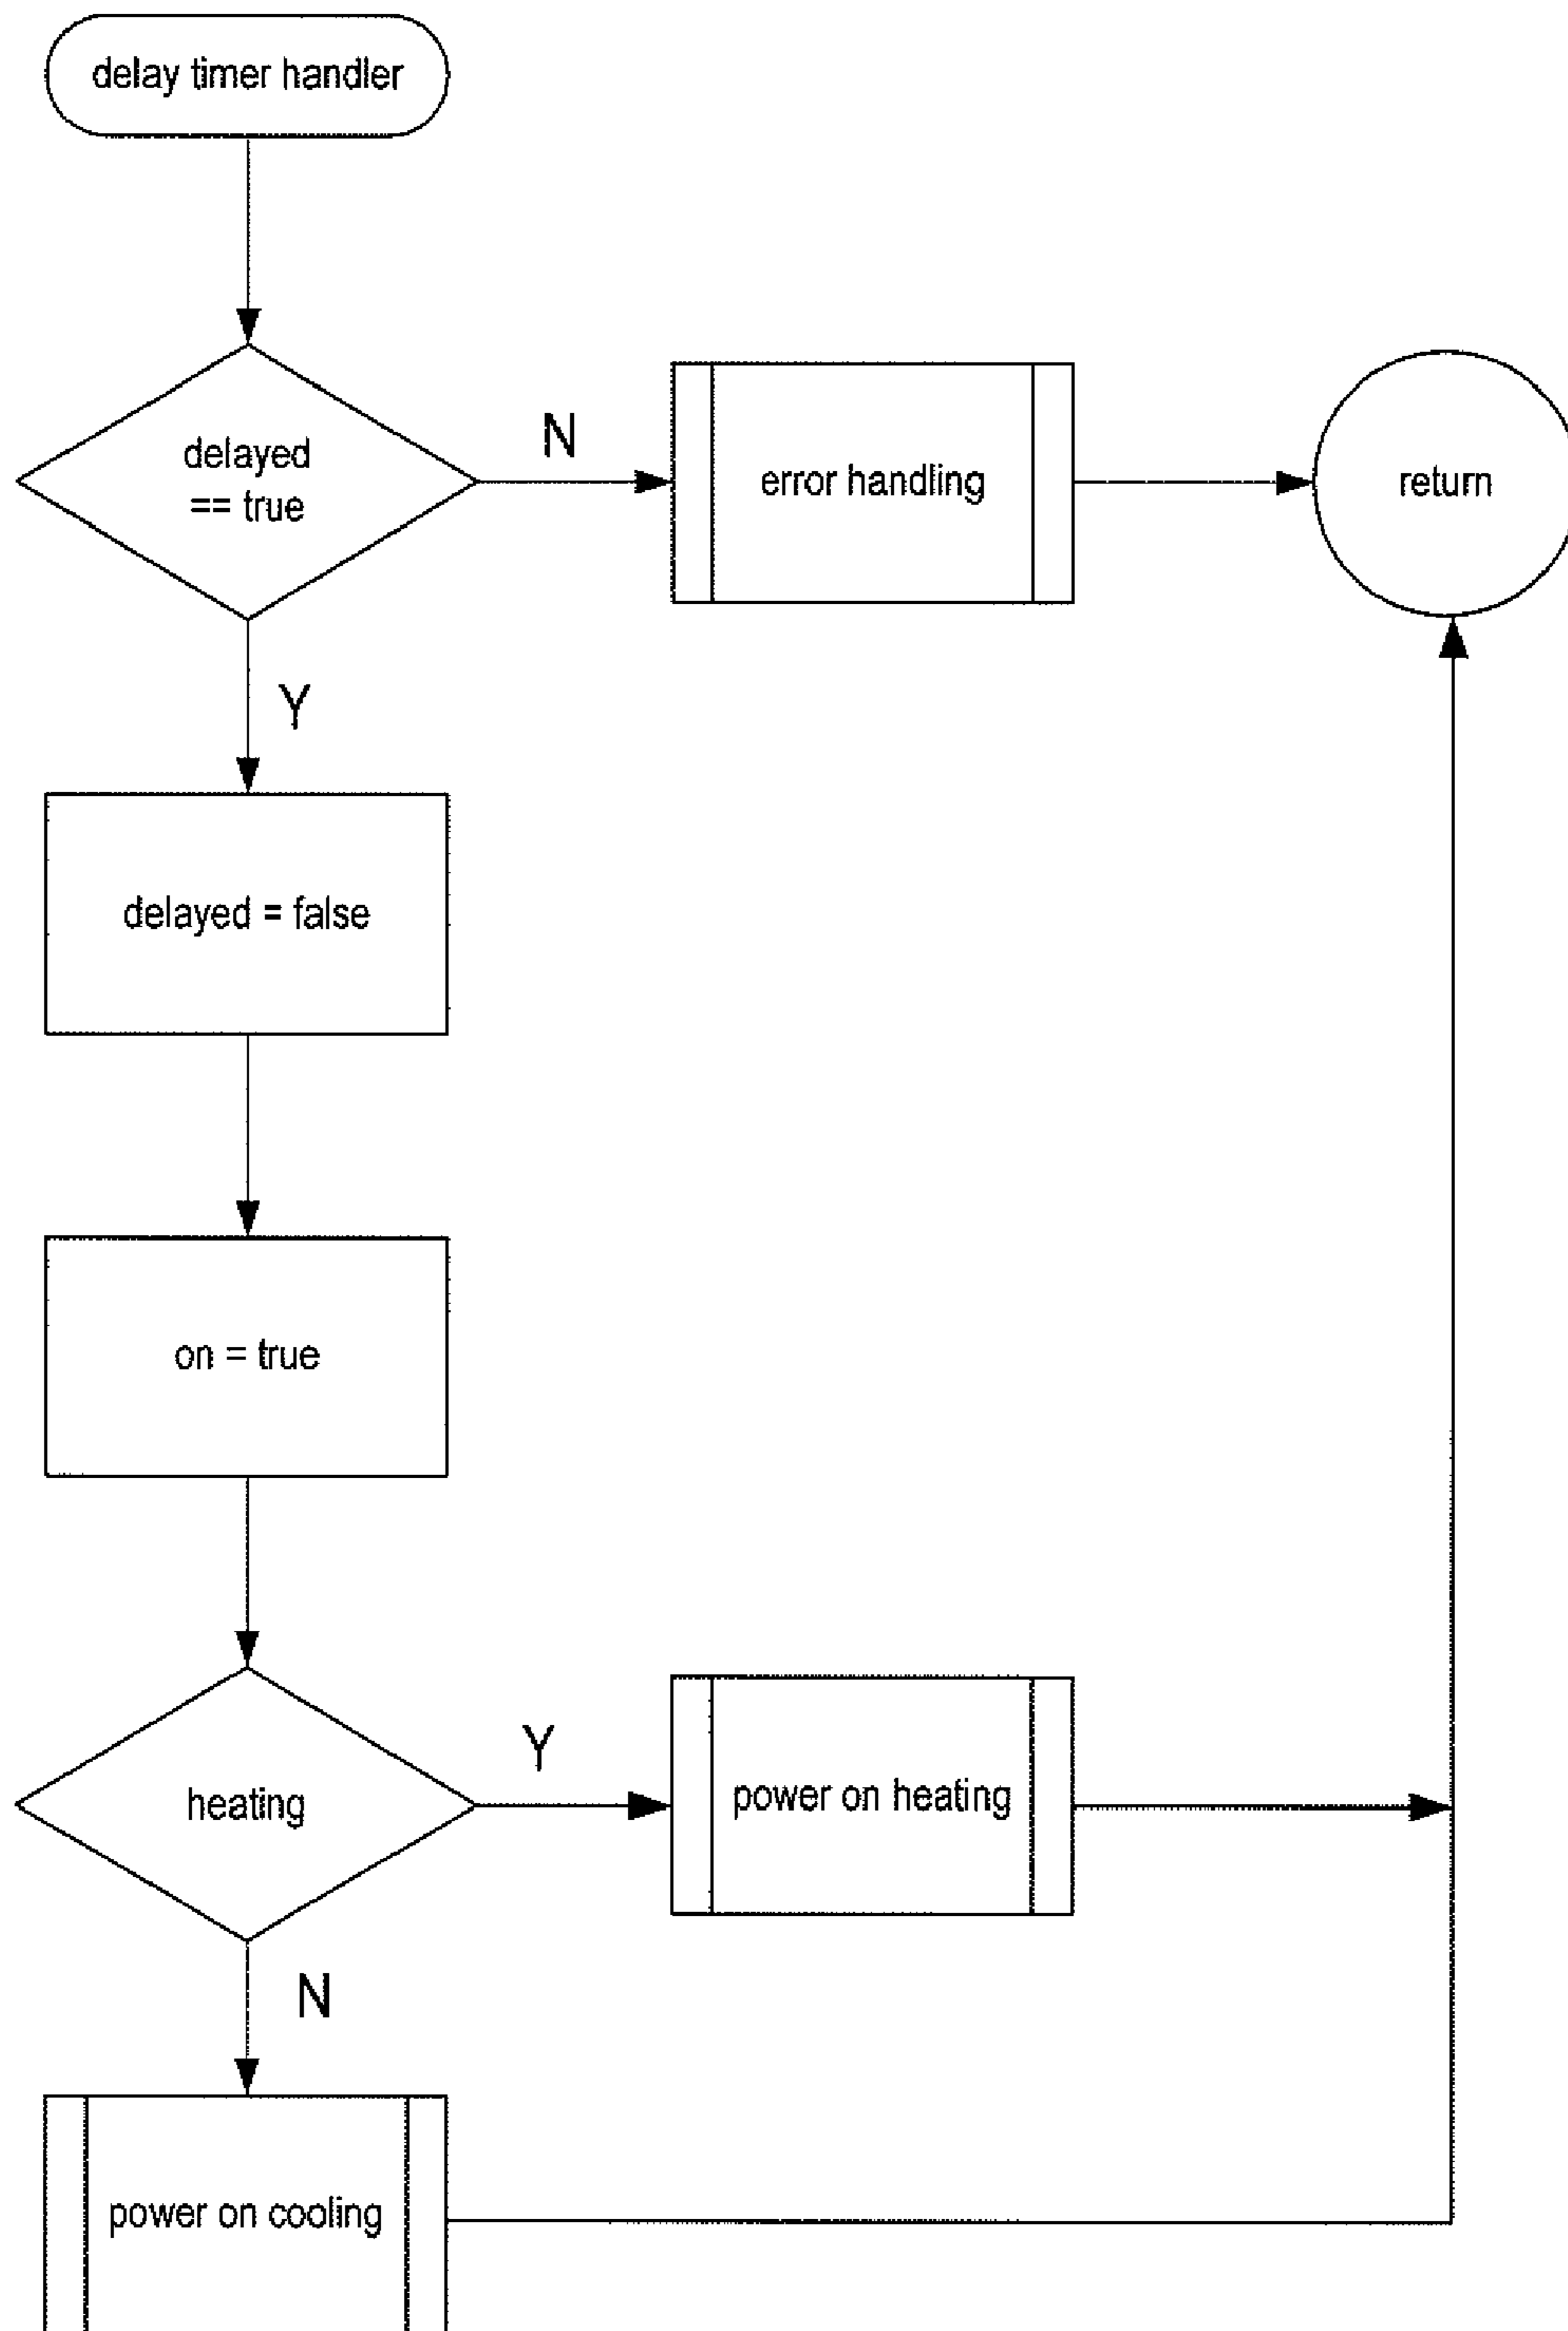 delay timer handler
delayed
== true
N
error handling
return
Y
delayed = false
on = true
heating
Y
power on heating
N
power on cooling